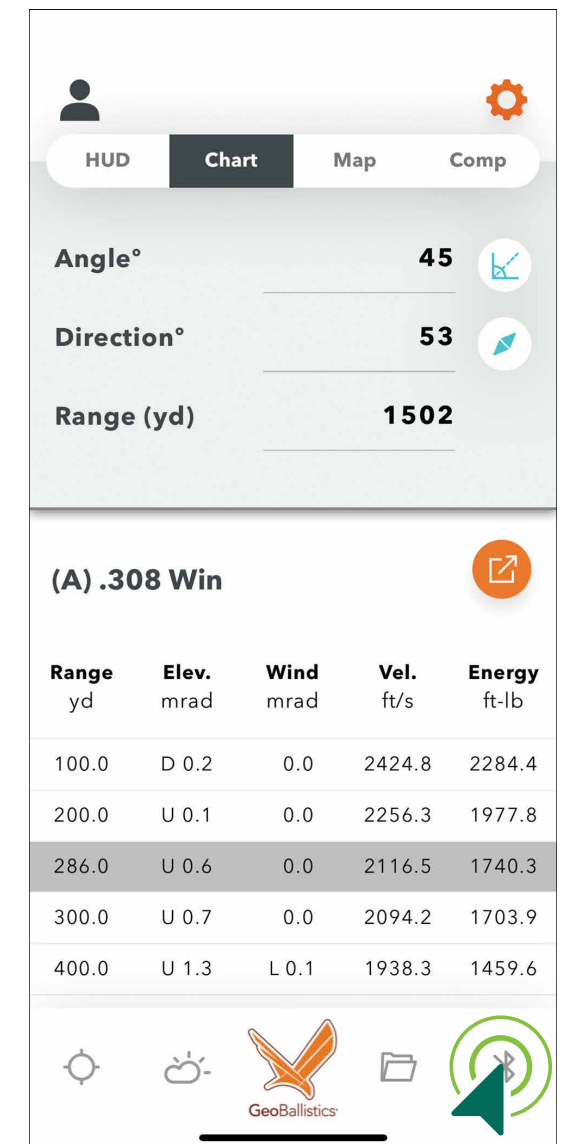 HUD Chart Map Comp
Angle° 45
Direction° 53
Range (yd) 1502
(A) .308 Win
Range Elev. Wind Vel. Energy
yd mrad mrad ft/s ft-lb
100.0 D 0.2 0.0 2424.8 2284.4
200.0 U 0.1 0.0 2256.3 1977.8
286.0 U 0.6 0.0 2116.5 1740.3
300.0 U 0.7 0.0 2094.2 1703.9
400.0 U 1.3 L 0.1 1938.3 1459.6
GeoBallistics